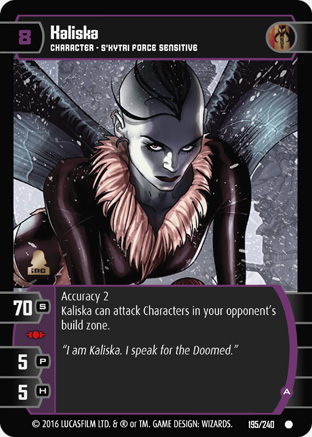 8 Kaliska
CHARACTER - S'KYTRI FORCE SENSITIVE
IDC
70 S
5 P
5 H
Accuracy 2
Kaliska can attack Characters in your opponent's
build zone.
"I am Kaliska. I speak for the Doomed."
A
© 2016 LUCASFILM LTD. & ® or TM. GAME DESIGN: WIZARDS. 195/240